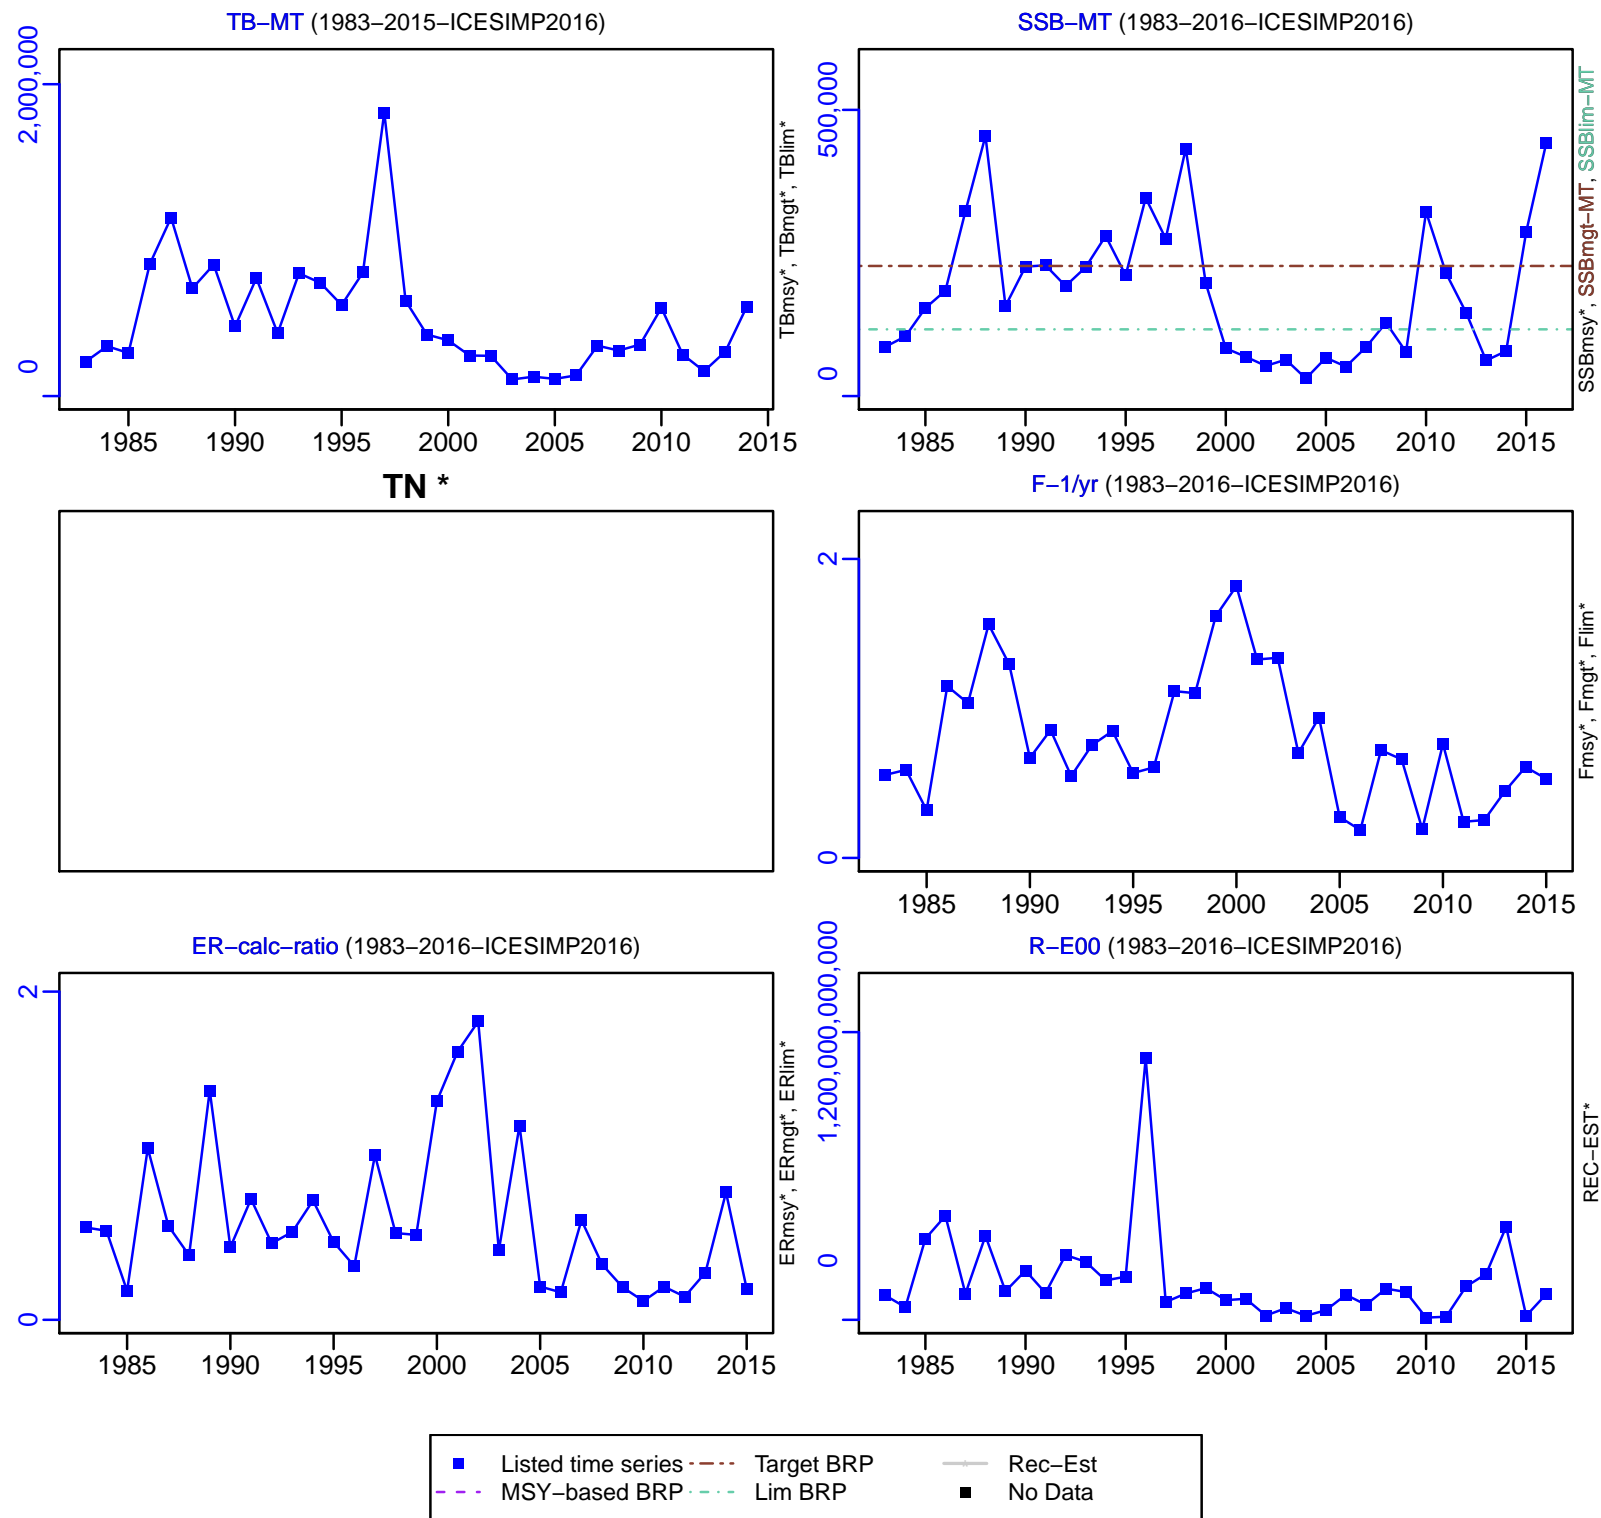 TB−MT (1983−2015−ICESIMP2016)
2,000,000
0
TBmsy*, TBmgt*, TBlim*
1985 1990 1995 2000 2005 2010 2015
SSB−MT (1983−2016−ICESIMP2016)
500,000
0
SSBmsy*, SSBmgt−MT, SSBlim−MT
1985 1990 1995 2000 2005 2010 2015
TN *
F−1/yr (1983−2016−ICESIMP2016)
2
0
Fmsy*, Fmgt*, Flim*
1985 1990 1995 2000 2005 2010 2015
ER−calc−ratio (1983−2016−ICESIMP2016)
2
0
ERmsy*, ERmgt*, ERlim*
1985 1990 1995 2000 2005 2010 2015
R−E00 (1983−2016−ICESIMP2016)
1,200,000,000,000
0
REC−EST*
1985 1990 1995 2000 2005 2010 2015
Listed time series Target BRP Rec−Est
MSY−based BRP Lim BRP No Data